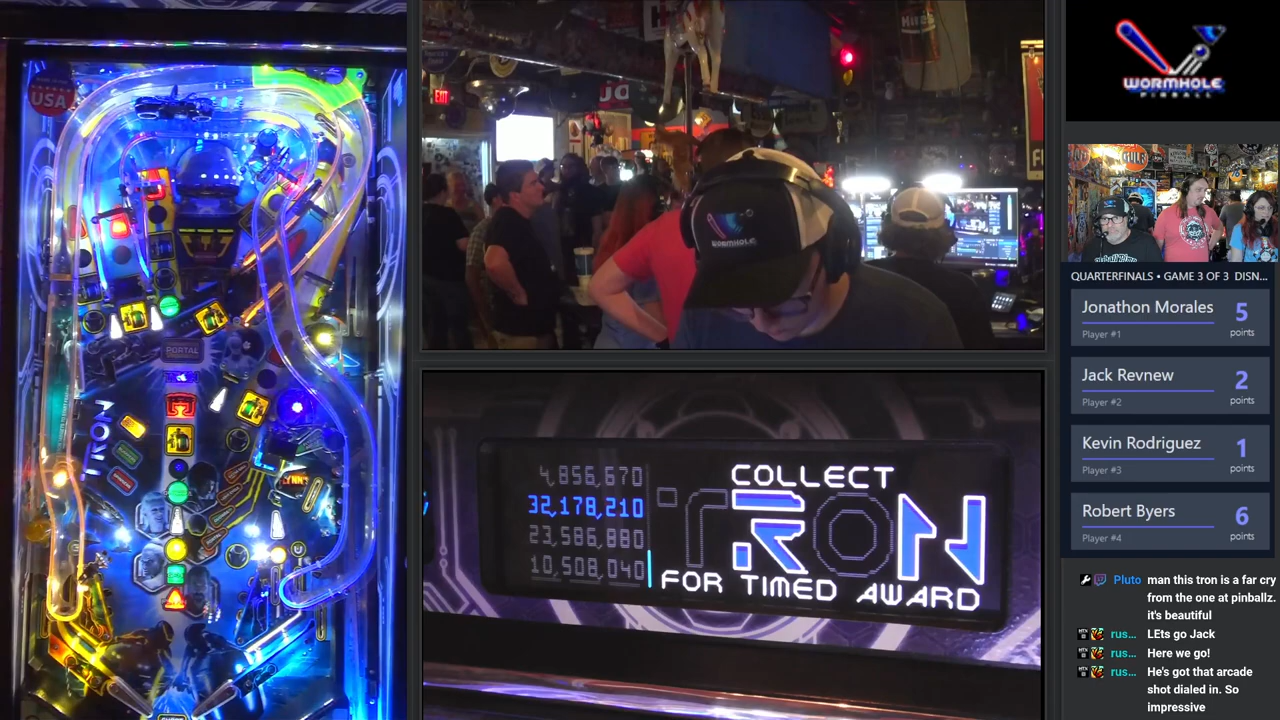 USA
TRON
PORTAL
EXIT
Hires
WORMHOLE
4,856,670
32,178,210
23,586,880
10,508,040
COLLECT
TRON
FOR TIMED AWARD
WORMHOLE
PINBALL
QUARTERFINALS • GAME 3 OF 3 DISN...
Jonathon Morales
5
points
Player #1
Jack Revnew
2
points
Player #2
Kevin Rodriguez
1
points
Player #3
Robert Byers
6
points
Player #4
Pluto man this tron is a far cry
from the one at pinballz.
it's beautiful
rus... LEts go Jack
rus... Here we go!
rus... He's got that arcade
shot dialed in. So
impressive